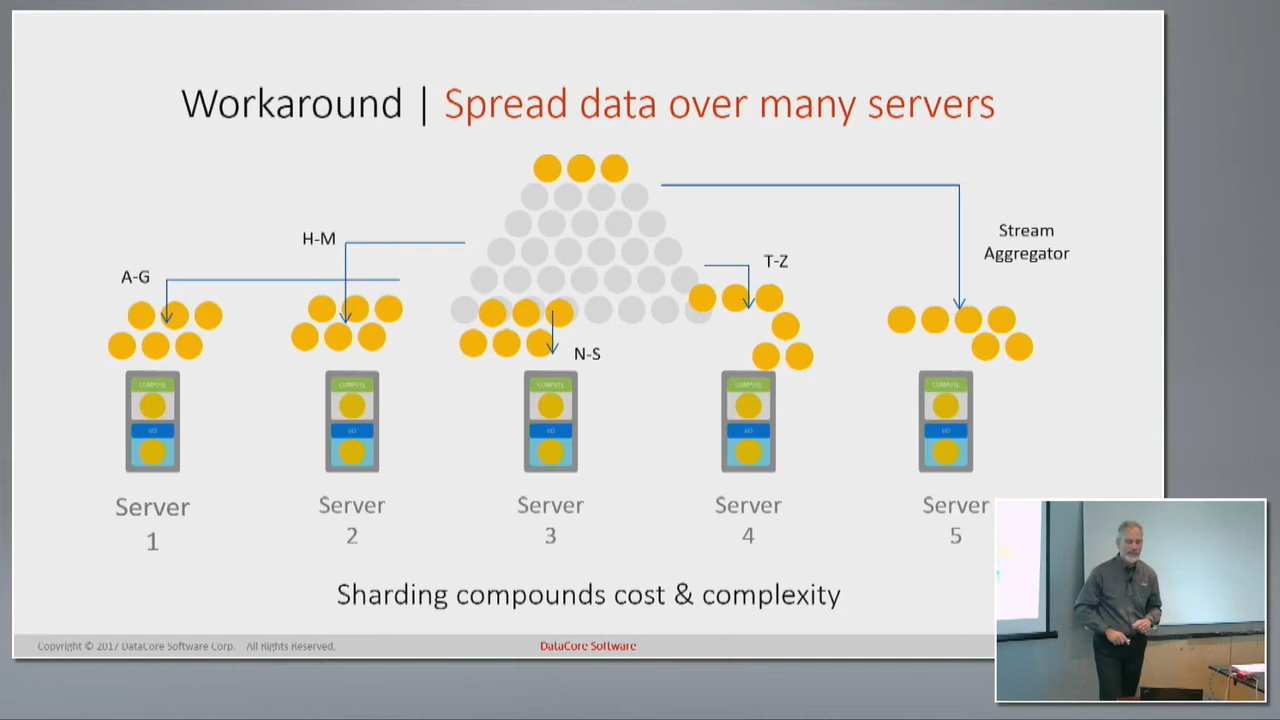 Workaround | Spread data over many servers
Stream
Aggregator
H-M
T-Z
A-G
N-S
COMPUTE
COMPUTE
COMPUTE
COMPUTE
COMPUTE
I/O
I/O
I/O
I/O
I/O
Server
1
Server
2
Server
3
Server
4
Server
5
Sharding compounds cost & complexity
Copyright © 2017 DataCore Software Corp. All Rights Reserved.
DataCore Software